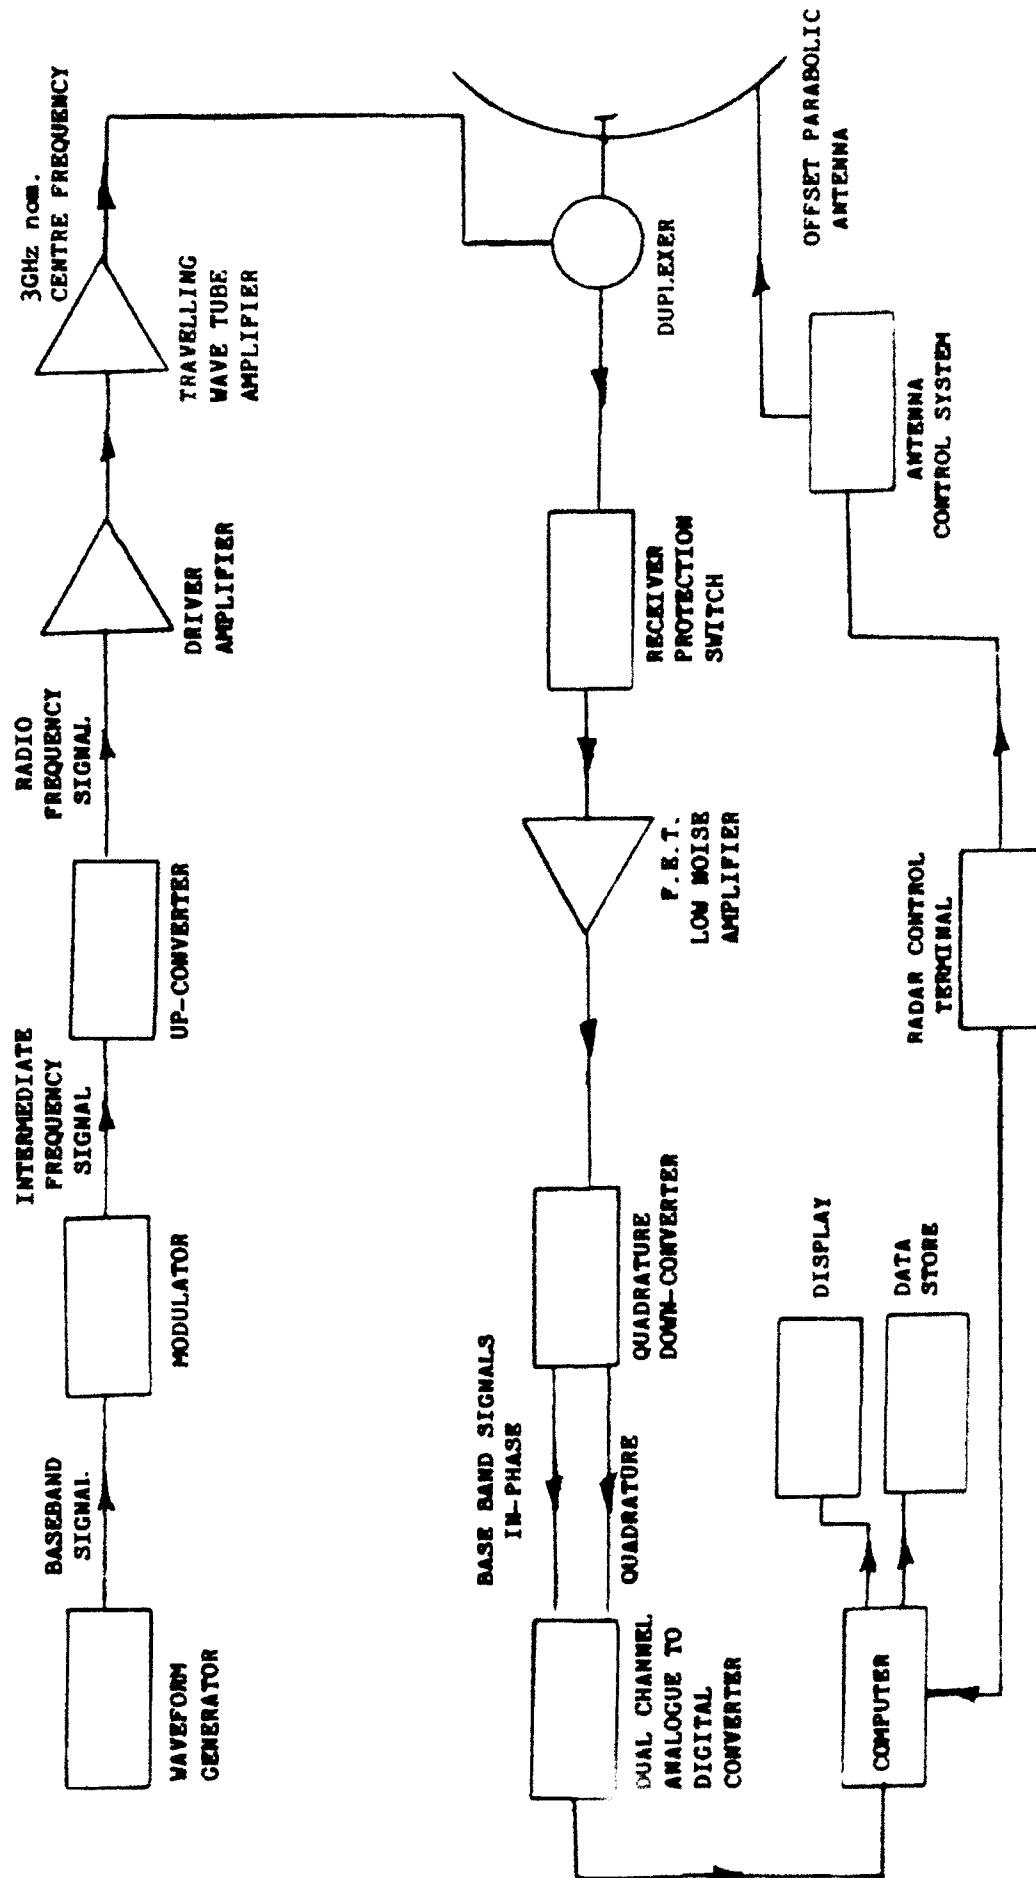 WAVEFORM
GENERATOR
BASEBAND
SIGNAL
MODULATOR
INTERMEDIATE
FREQUENCY
SIGNAL
UP-CONVERTER
RADIO
FREQUENCY
SIGNAL
DRIVER
AMPLIFIER
TRAVELLING
WAVE TUBE
AMPLIFIER
3GHz nom.
CENTRE FREQUENCY
DUAL CHANNEL
ANALOGUE TO
DIGITAL
CONVERTER
BASE BAND SIGNALS
IN-PHASE
QUADRATURE
QUADRATURE
DOWN-CONVERTER
F.E.T.
LOW NOISE
AMPLIFIER
RECEIVER
PROTECTION
SWITCH
DUPLEXER
OFFSET PARABOLIC
ANTENNA
COMPUTER
DISPLAY
DATA
STORE
RADAR CONTROL
TERMINAL
ANTENNA
CONTROL SYSTEM